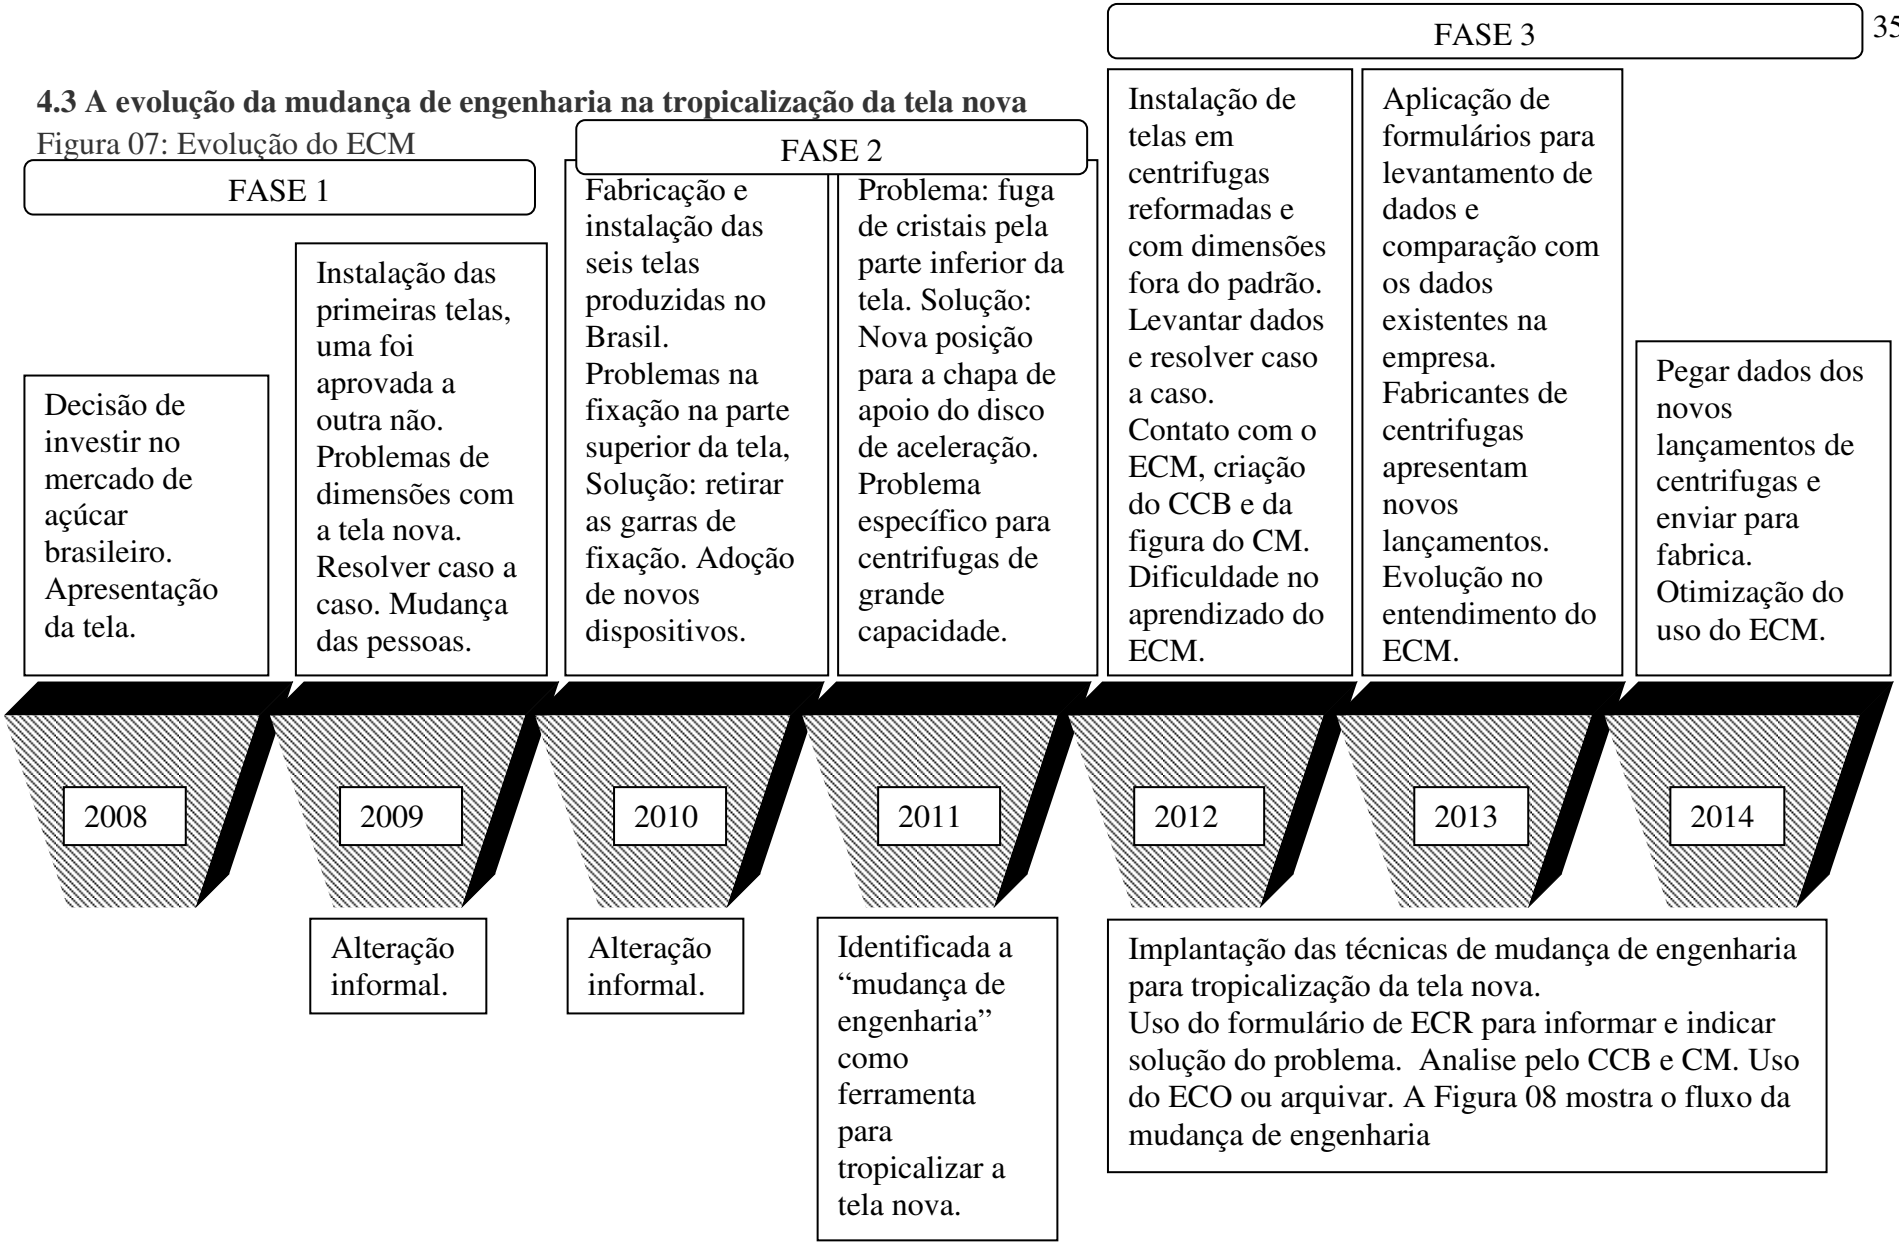 35
4.3 A evolução da mudança de engenharia na tropicalização da tela nova
Figura 07: Evolução do ECM
FASE 1
FASE 2
FASE 3
Decisão de
investir no
mercado de
açúcar
brasileiro.
Apresentação
da tela.
Instalação das
primeiras telas,
uma foi
aprovada a
outra não.
Problemas de
dimensões com
a tela nova.
Resolver caso a
caso. Mudança
das pessoas.
Fabricação e
instalação das
seis telas
produzidas no
Brasil.
Problemas na
fixação na parte
superior da tela,
Solução: retirar
as garras de
fixação. Adoção
de novos
dispositivos.
Problema: fuga
de cristais pela
parte inferior da
tela. Solução:
Nova posição
para a chapa de
apoio do disco
de aceleração.
Problema
específico para
centrifugas de
grande
capacidade.
Instalação de
telas em
centrifugas
reformadas e
com dimensões
fora do padrão.
Levantar dados
e resolver caso
a caso.
Contato com o
ECM, criação
do CCB e da
figura do CM.
Dificuldade no
aprendizado do
ECM.
Aplicação de
formulários para
levantamento de
dados e
comparação com
os dados
existentes na
empresa.
Fabricantes de
centrifugas
apresentam
novos
lançamentos.
Evolução no
entendimento do
ECM.
Pegar dados dos
novos
lançamentos de
centrifugas e
enviar para
fabrica.
Otimização do
uso do ECM.
2008
2009
2010
2011
2012
2013
2014
Alteração
informal.
Alteração
informal.
Identificada a
“mudança de
engenharia”
como
ferramenta
para
tropicalizar a
tela nova.
Implantação das técnicas de mudança de engenharia
para tropicalização da tela nova.
Uso do formulário de ECR para informar e indicar
solução do problema.  Analise pelo CCB e CM. Uso
do ECO ou arquivar. A Figura 08 mostra o fluxo da
mudança de engenharia